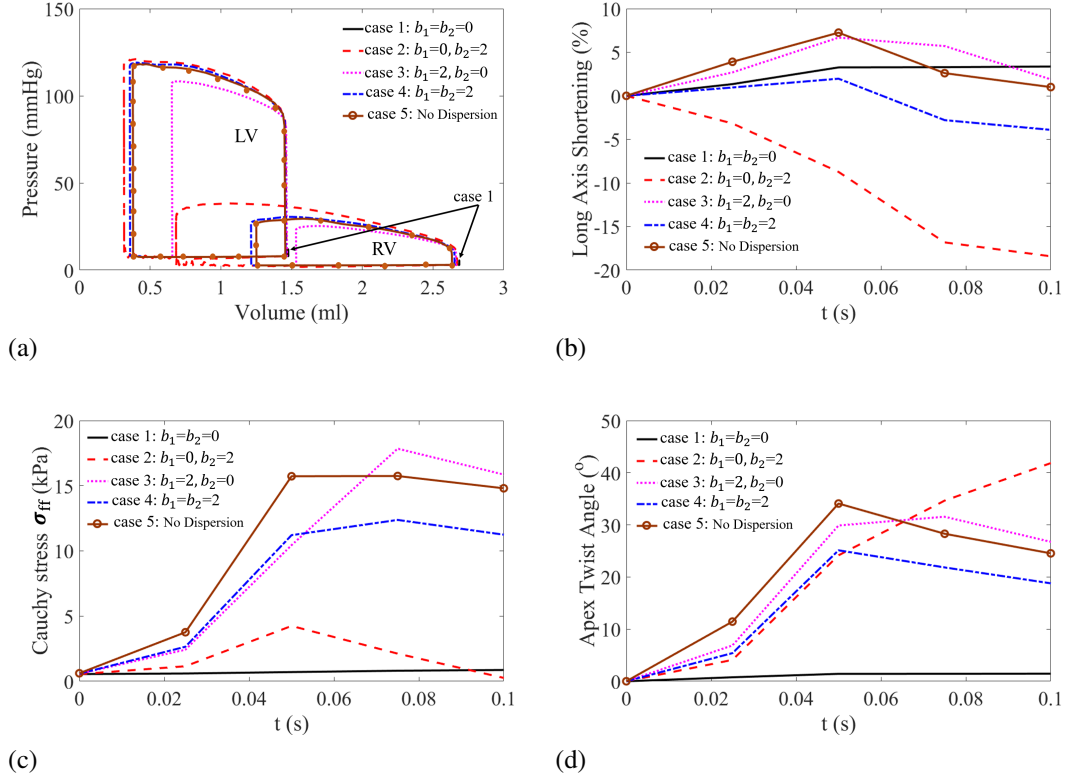 case 1: b₁=b₂=0
case 2: b₁=0, b₂=2
case 3: b₁=2, b₂=0
case 4: b₁=b₂=2
case 5: No Dispersion
LV
case 1
RV
150
100
50
0
Pressure (mmHg)
0 0.5 1 1.5 2 2.5 3
Volume (ml)
(a)
10
5
0
-5
-10
-15
-20
Long Axis Shortening (%)
case 1: b₁=b₂=0
case 2: b₁=0, b₂=2
case 3: b₁=2, b₂=0
case 4: b₁=b₂=2
case 5: No Dispersion
0 0.02 0.04 0.06 0.08 0.1
t (s)
(b)
20
15
10
5
0
Cauchy stress σff (kPa)
case 1: b₁=b₂=0
case 2: b₁=0, b₂=2
case 3: b₁=2, b₂=0
case 4: b₁=b₂=2
case 5: No Dispersion
0 0.02 0.04 0.06 0.08 0.1
t (s)
(c)
50
40
30
20
10
0
Apex Twist Angle (°)
case 1: b₁=b₂=0
case 2: b₁=0, b₂=2
case 3: b₁=2, b₂=0
case 4: b₁=b₂=2
case 5: No Dispersion
0 0.02 0.04 0.06 0.08 0.1
t (s)
(d)